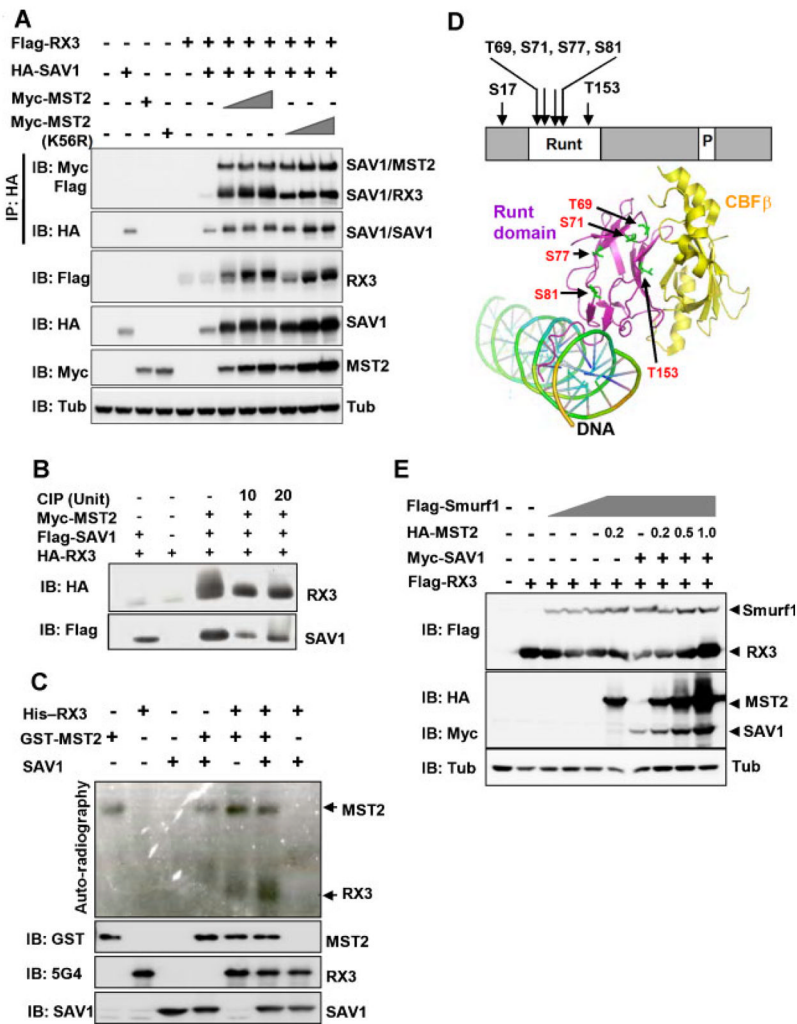 A
Flag-RX3 - - - - + + + + + + + +
HA-SAV1 - + - - - + + + + + + +
Myc-MST2 - - + - - - - - -
Myc-MST2 (K56R) - - - + - - - - -
IP: HA
IB: Myc Flag
SAV1/MST2
SAV1/RX3
IB: HA SAV1/SAV1
IB: Flag RX3
IB: HA SAV1
IB: Myc MST2
IB: Tub Tub
B
CIP (Unit) - - - 10 20
Myc-MST2 - - + + +
Flag-SAV1 + - + + +
HA-RX3 + + + + +
IB: HA RX3
IB: Flag SAV1
C
His–RX3 - + - - + + +
GST-MST2 + - - + + + -
SAV1 - - + + - + +
Auto-radiography
MST2
RX3
IB: GST MST2
IB: 5G4 RX3
IB: SAV1 SAV1
D
T69, S71, S77, S81
S17 T153
Runt P
Runt domain
CBFβ
T69
S71
S77
S81
T153
DNA
E
Flag-Smurf1 - -
HA-MST2 - - - - - 0.2 - 0.2 0.5 1.0
Myc-SAV1 - - - - - - + + + +
Flag-RX3 - + + + + + + + + +
IB: Flag
Smurf1
RX3
IB: HA MST2
IB: Myc SAV1
IB: Tub Tub